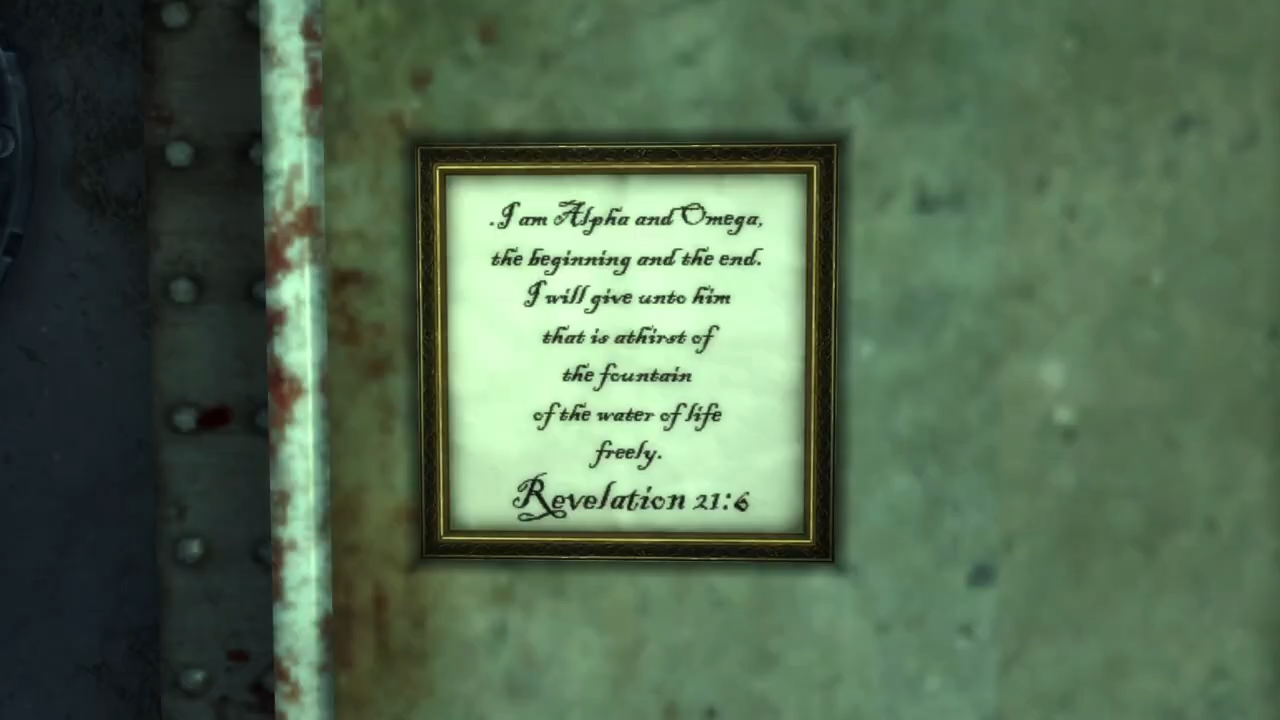 .I am Alpha and Omega,
the beginning and the end.
I will give unto him
that is athirst of
the fountain
of the water of life
freely.
Revelation 21:6